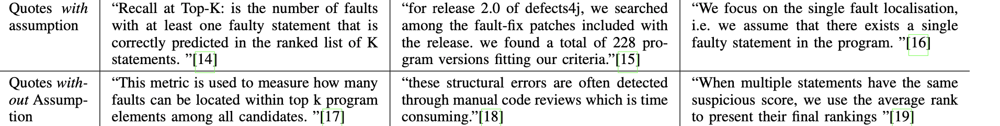 Quotes with
assumption
“Recall at Top-K: is the number of faults
with at least one faulty statement that is
correctly predicted in the ranked list of K
statements. ”[14]
“for release 2.0 of defects4j, we searched
among the fault-fix patches included with
the release. we found a total of 228 pro-
gram versions fitting our criteria.”[15]
“We focus on the single fault localisation,
i.e. we assume that there exists a single
faulty statement in the program. ”[16]
Quotes with-
out Assump-
tion
“This metric is used to measure how many
faults can be located within top k program
elements among all candidates. ”[17]
“these structural errors are often detected
through manual code reviews which is time
consuming.”[18]
“When multiple statements have the same
suspicious score, we use the average rank
to present their final rankings ”[19]